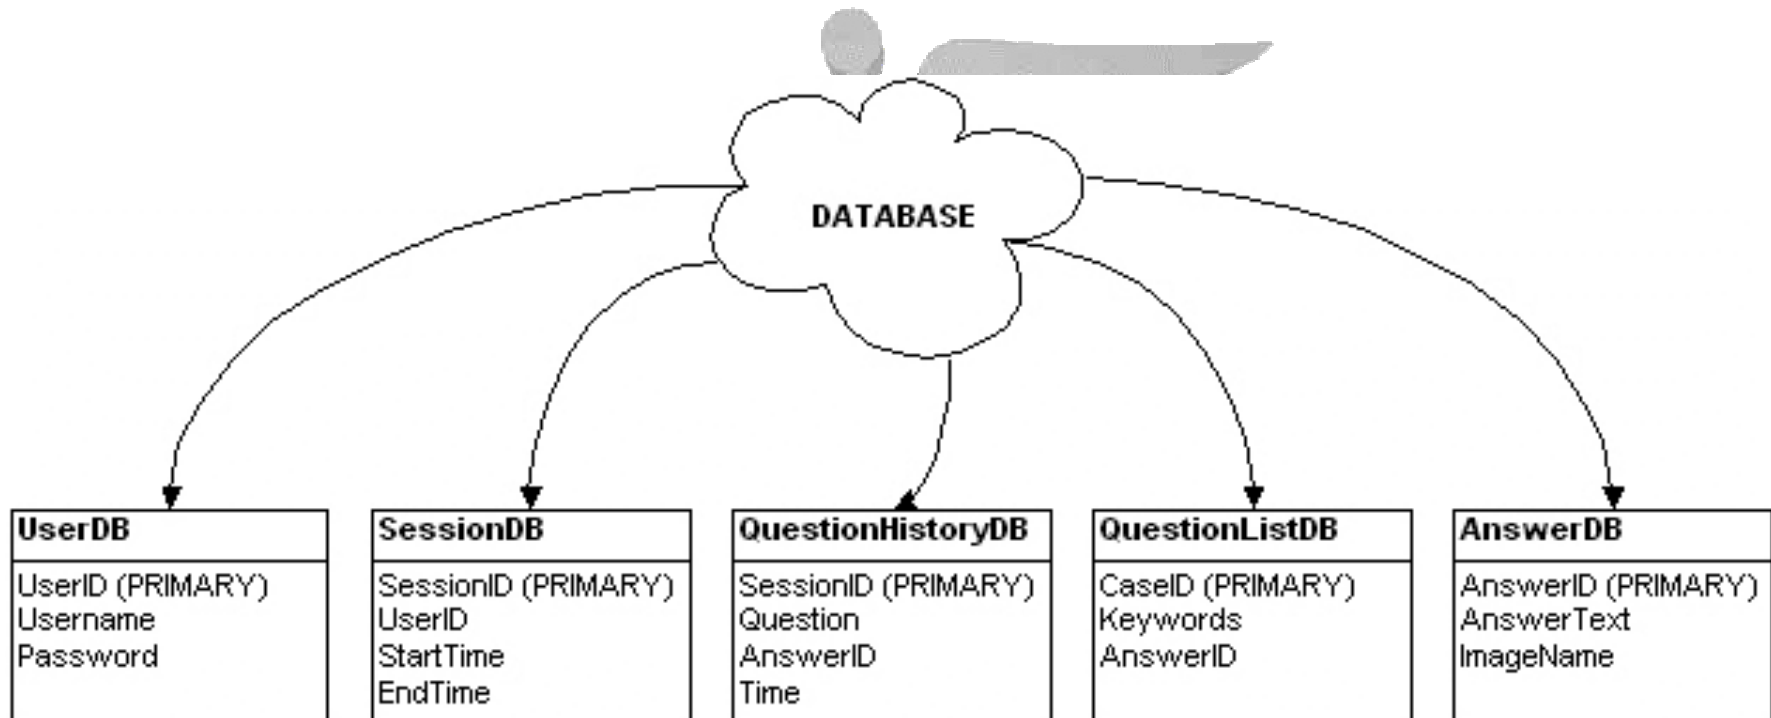 DATABASE
UserDB
UserID (PRIMARY)
Username
Password
SessionDB
SessionID (PRIMARY)
UserID
StartTime
EndTime
QuestionHistoryDB
SessionID (PRIMARY)
Question
AnswerID
Time
QuestionListDB
CaseID (PRIMARY)
Keywords
AnswerID
AnswerDB
AnswerID (PRIMARY)
AnswerText
ImageName